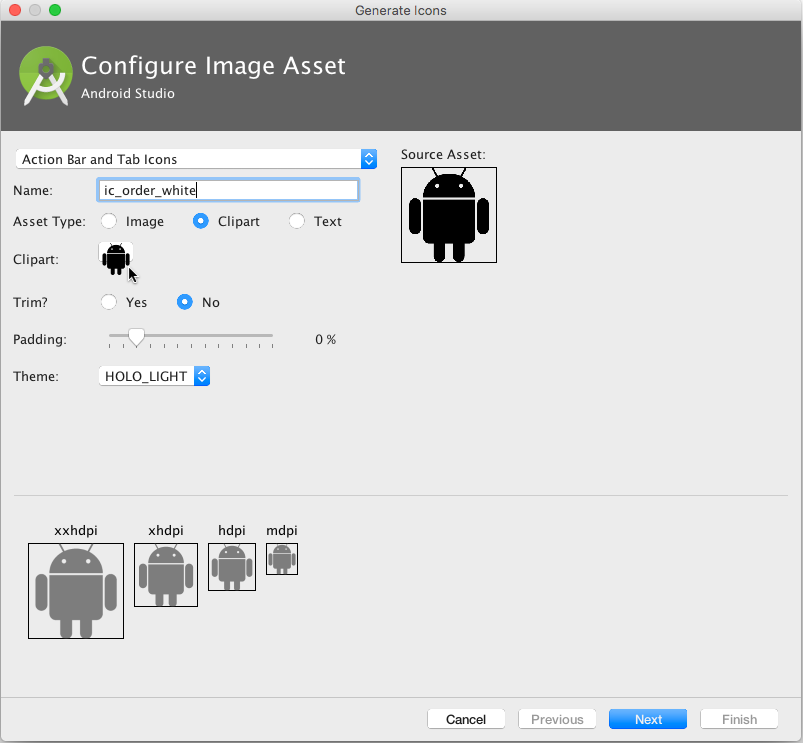 Generate Icons
Configure Image Asset
Android Studio
Action Bar and Tab Icons
Source Asset:
Name: ic_order_white
Asset Type: Image Clipart Text
Clipart:
Trim? Yes No
Padding: 0 %
Theme: HOLO_LIGHT
xxhdpi xhdpi hdpi mdpi
Cancel Previous Next Finish